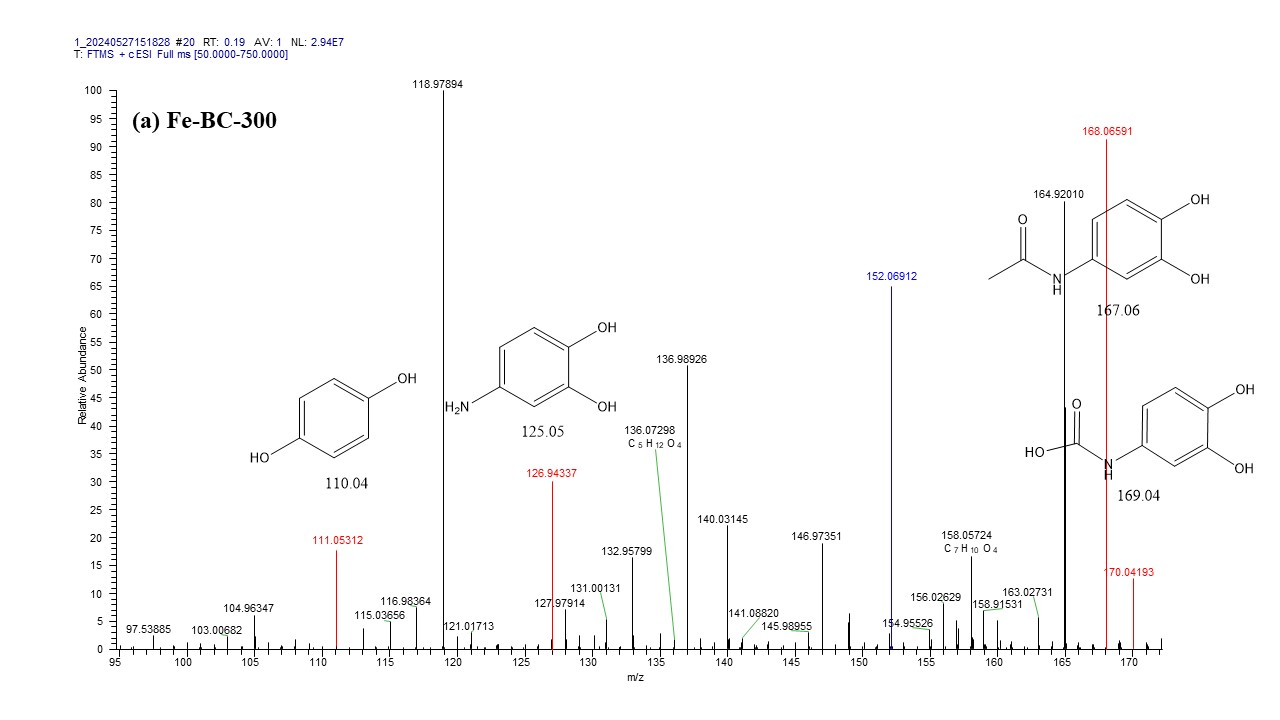 1_20240527151828 #20 RT: 0.19 AV: 1 NL: 2.94E7
T: FTMS + c ESI Full ms [50.0000-750.0000]
(a) Fe-BC-300
Relative Abundance
100
95
90
85
80
75
70
65
60
55
50
45
40
35
30
25
20
15
10
5
0
118.97894
168.06591
164.92010
152.06912
136.98926
136.07298
C5H12O4
126.94337
140.03145
111.05312
132.95799
146.97351
158.05724
C7H10O4
170.04193
131.00131
163.02731
156.02629
158.91531
127.97914
116.98364
104.96347
115.03656
141.08820
154.95526
121.01713
145.98955
97.53885
103.00682
O
N
H
OH
OH
167.06
O
HO
N
H
OH
OH
169.04
H2N
OH
OH
125.05
OH
HO
110.04
95
100
105
110
115
120
125
130
135
140
145
150
155
160
165
170
m/z